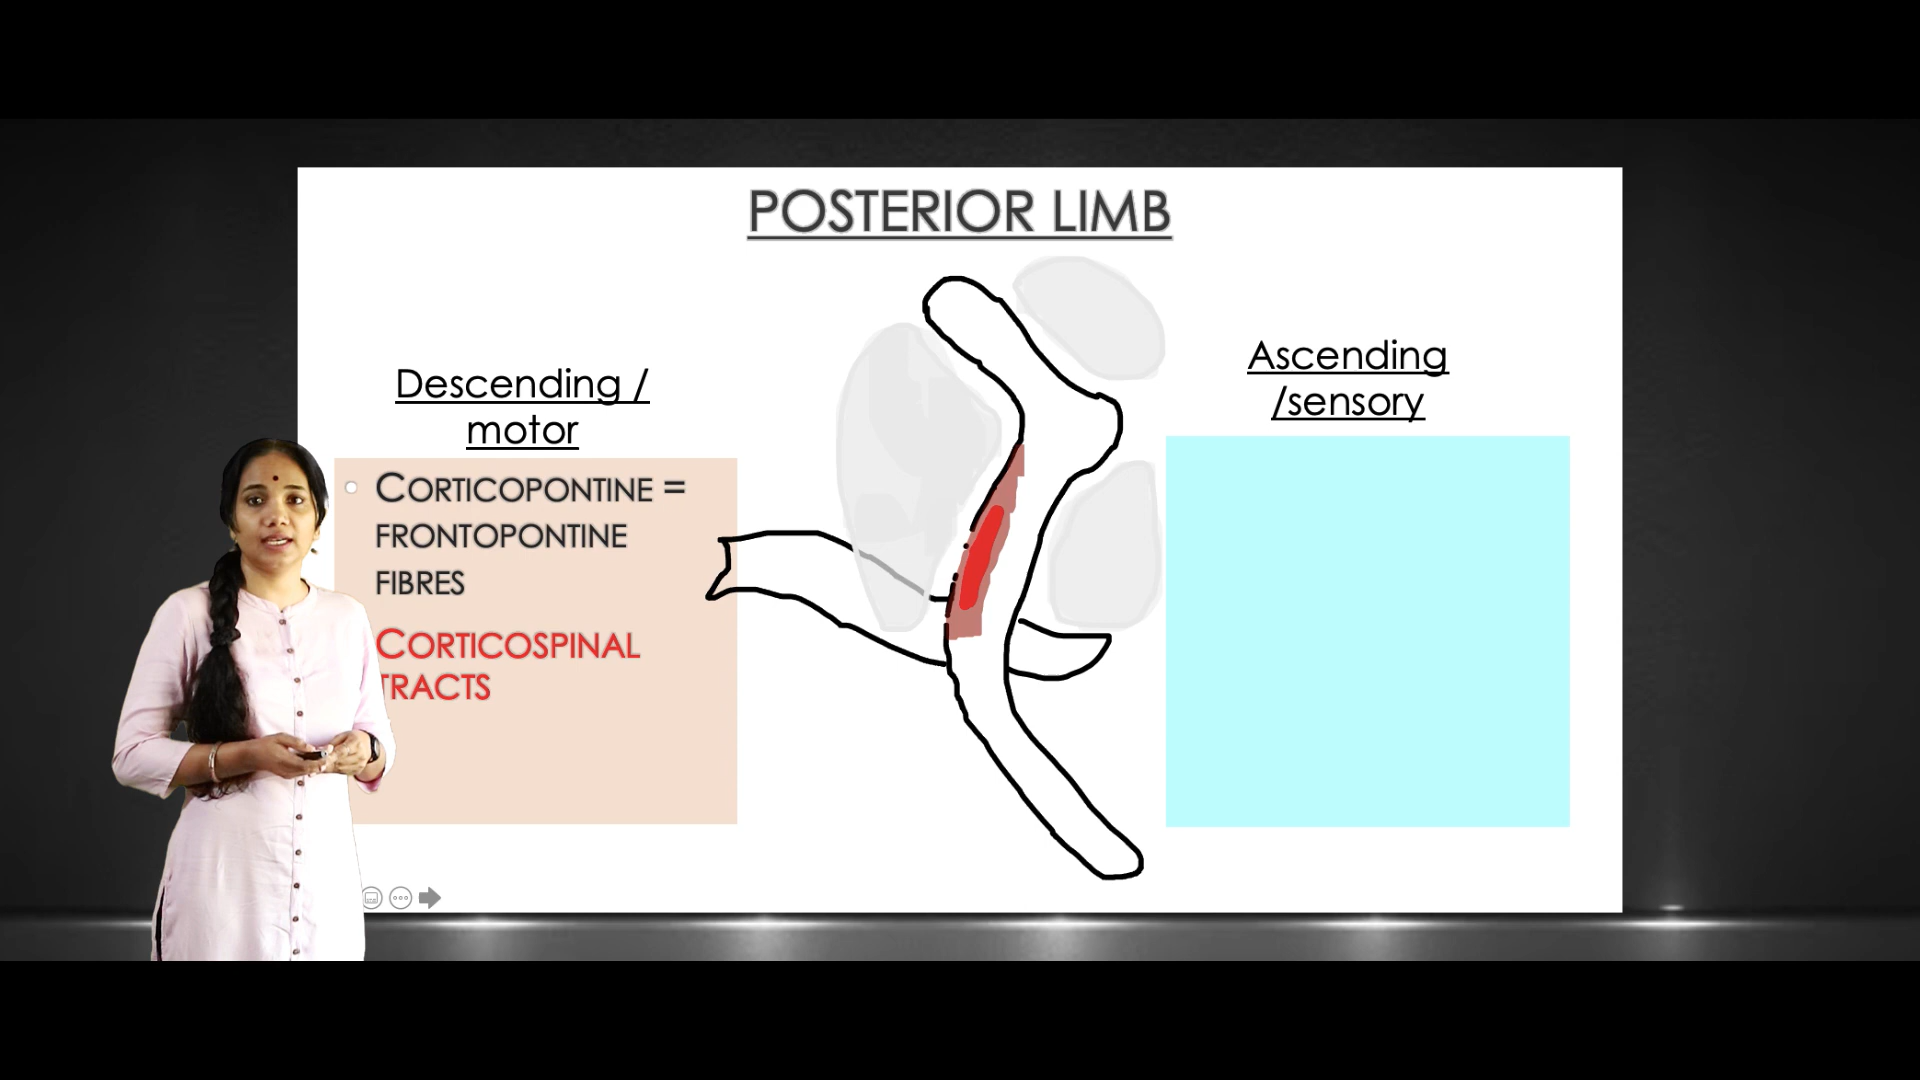 POSTERIOR LIMB
Descending /
motor
CORTICOPONTINE =
FRONTOPONTINE
FIBRES
CORTICOSPINAL
TRACTS
Ascending
/sensory